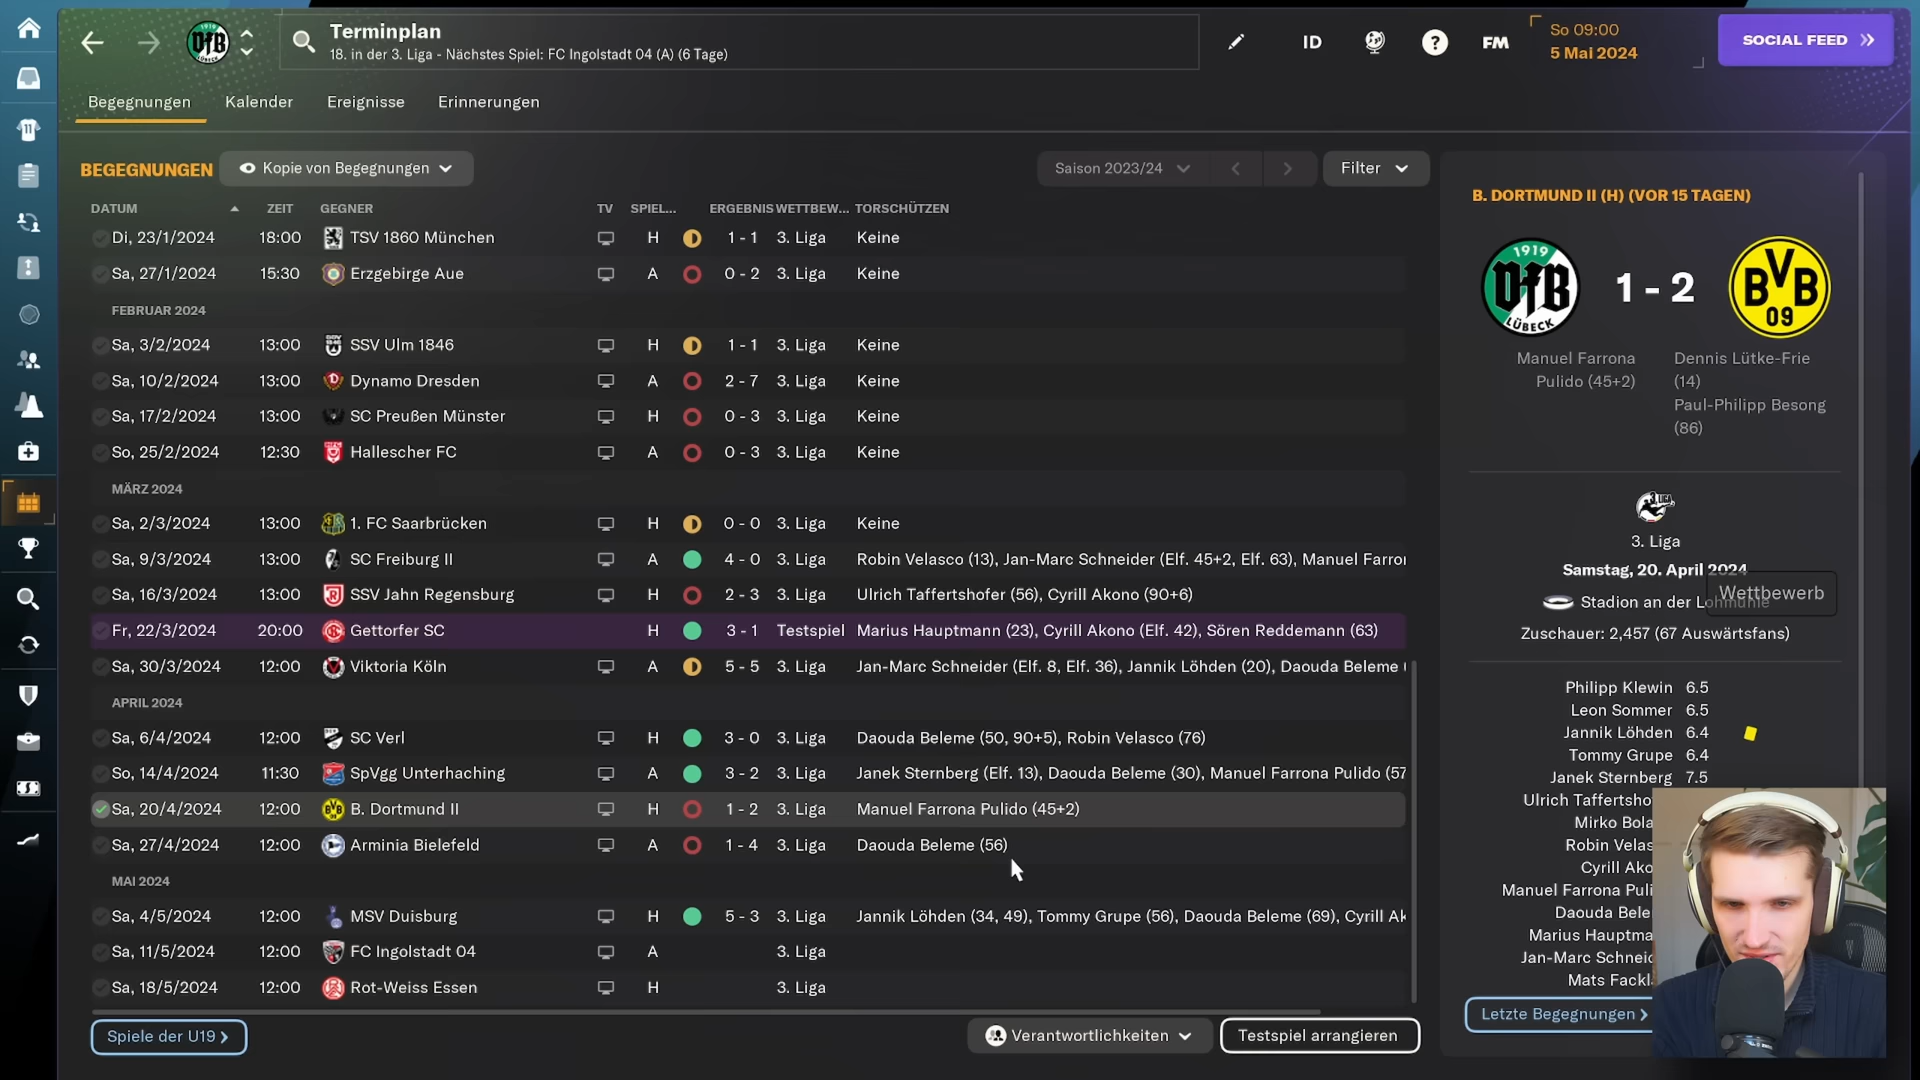 Terminplan
18. in der 3. Liga - Nächstes Spiel: FC Ingolstadt 04 (A) (6 Tage)
ID
FM
So 09:00
5 Mai 2024
SOCIAL FEED
Begegnungen
Kalender
Ereignisse
Erinnerungen
BEGEGNUNGEN
Kopie von Begegnungen
Saison 2023/24
Filter
DATUM ZEIT GEGNER TV SPIEL... ERGEBNIS WETTBEW... TORSCHÜTZEN
Di, 23/1/2024 18:00 TSV 1860 München H 1 - 1 3. Liga Keine
Sa, 27/1/2024 15:30 Erzgebirge Aue A 0 - 2 3. Liga Keine
FEBRUAR 2024
Sa, 3/2/2024 13:00 SSV Ulm 1846 H 1 - 1 3. Liga Keine
Sa, 10/2/2024 13:00 Dynamo Dresden A 2 - 7 3. Liga Keine
Sa, 17/2/2024 13:00 SC Preußen Münster H 0 - 3 3. Liga Keine
So, 25/2/2024 12:30 Hallescher FC A 0 - 3 3. Liga Keine
MÄRZ 2024
Sa, 2/3/2024 13:00 1. FC Saarbrücken H 0 - 0 3. Liga Keine
Sa, 9/3/2024 13:00 SC Freiburg II A 4 - 0 3. Liga Robin Velasco (13), Jan-Marc Schneider (Elf. 45+2, Elf. 63), Manuel Farror
Sa, 16/3/2024 13:00 SSV Jahn Regensburg H 2 - 3 3. Liga Ulrich Taffertshofer (56), Cyrill Akono (90+6)
Fr, 22/3/2024 20:00 Gettorfer SC H 3 - 1 Testspiel Marius Hauptmann (23), Cyrill Akono (Elf. 42), Sören Reddemann (63)
Sa, 30/3/2024 12:00 Viktoria Köln A 5 - 5 3. Liga Jan-Marc Schneider (Elf. 8, Elf. 36), Jannik Löhden (20), Daouda Beleme (
APRIL 2024
Sa, 6/4/2024 12:00 SC Verl H 3 - 0 3. Liga Daouda Beleme (50, 90+5), Robin Velasco (76)
So, 14/4/2024 11:30 SpVgg Unterhaching A 3 - 2 3. Liga Janek Sternberg (Elf. 13), Daouda Beleme (30), Manuel Farrona Pulido (57
Sa, 20/4/2024 12:00 B. Dortmund II H 1 - 2 3. Liga Manuel Farrona Pulido (45+2)
Sa, 27/4/2024 12:00 Arminia Bielefeld A 1 - 4 3. Liga Daouda Beleme (56)
MAI 2024
Sa, 4/5/2024 12:00 MSV Duisburg H 5 - 3 3. Liga Jannik Löhden (34, 49), Tommy Grupe (56), Daouda Beleme (69), Cyrill Ak
Sa, 11/5/2024 12:00 FC Ingolstadt 04 A 3. Liga
Sa, 18/5/2024 12:00 Rot-Weiss Essen H 3. Liga
Spiele der U19
Verantwortlichkeiten
Testspiel arrangieren
B. DORTMUND II (H) (VOR 15 TAGEN)
1919
VfB
LÜBECK
1 - 2
BVB
09
Manuel Farrona
Pulido (45+2)
Dennis Lütke-Frie
(14)
Paul-Philipp Besong
(86)
3. Liga
Samstag, 20. April 2024
Wettbewerb
Stadion an der Lohmühle
Zuschauer: 2,457 (67 Auswärtsfans)
Philipp Klewin 6.5
Leon Sommer 6.5
Jannik Löhden 6.4
Tommy Grupe 6.4
Janek Sternberg 7.5
Ulrich Taffertsho
Mirko Bola
Robin Velas
Cyrill Ako
Manuel Farrona Puli
Daouda Bele
Marius Hauptma
Jan-Marc Schneid
Mats Fackl
Letzte Begegnungen